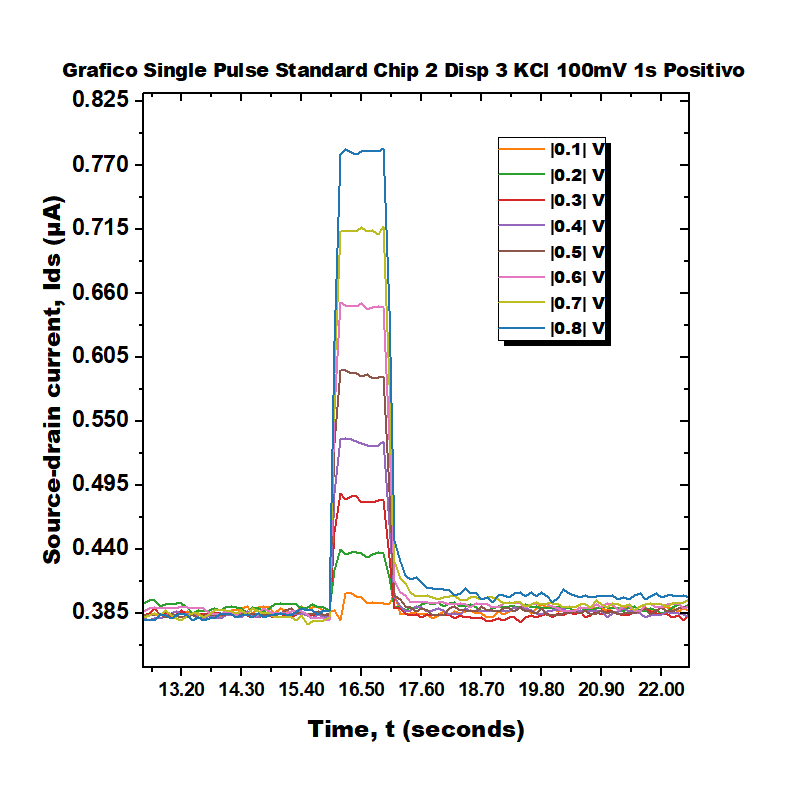 Grafico Single Pulse Standard Chip 2 Disp 3 KCl 100mV 1s Positivo
0.825
0.770
0.715
0.660
0.605
0.550
0.495
0.440
0.385
Source-drain current, Ids (µA)
|0.1| V
|0.2| V
|0.3| V
|0.4| V
|0.5| V
|0.6| V
|0.7| V
|0.8| V
13.20 14.30 15.40 16.50 17.60 18.70 19.80 20.90 22.00
Time, t (seconds)